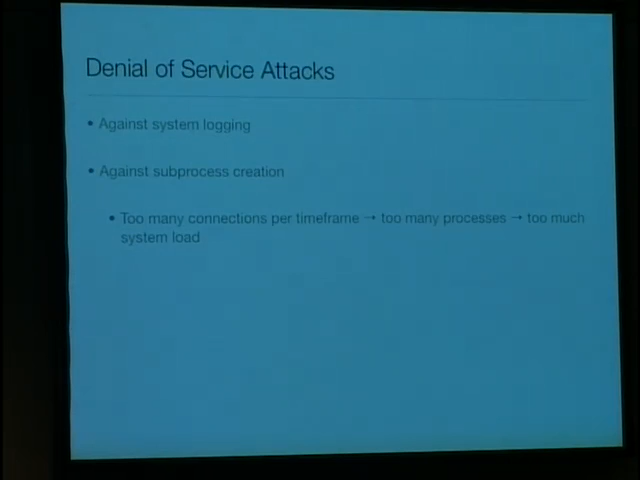 Denial of Service Attacks
• Against system logging
• Against subprocess creation
• Too many connections per timeframe → too many processes → too much
system load